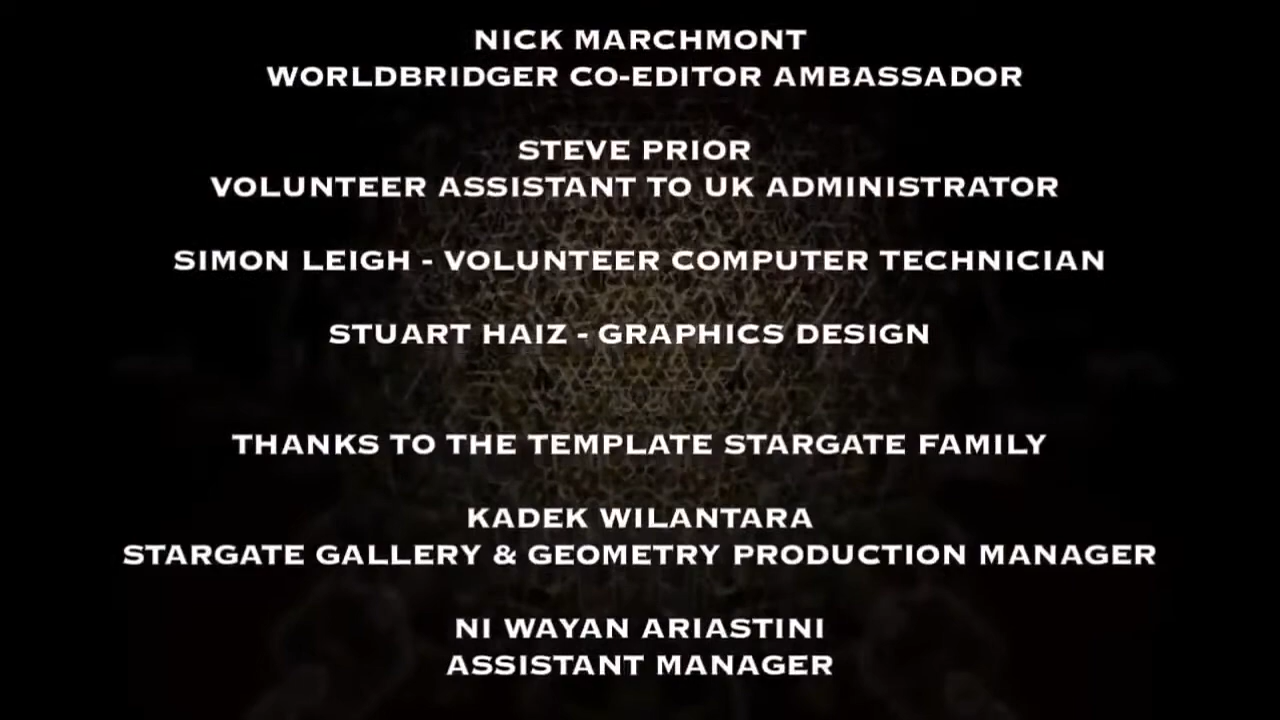 NICK MARCHMONT
WORLDBRIDGER CO-EDITOR AMBASSADOR
STEVE PRIOR
VOLUNTEER ASSISTANT TO UK ADMINISTRATOR
SIMON LEIGH - VOLUNTEER COMPUTER TECHNICIAN
STUART HAIZ - GRAPHICS DESIGN
THANKS TO THE TEMPLATE STARGATE FAMILY
KADEK WILANTARA
STARGATE GALLERY & GEOMETRY PRODUCTION MANAGER
NI WAYAN ARIASTINI
ASSISTANT MANAGER